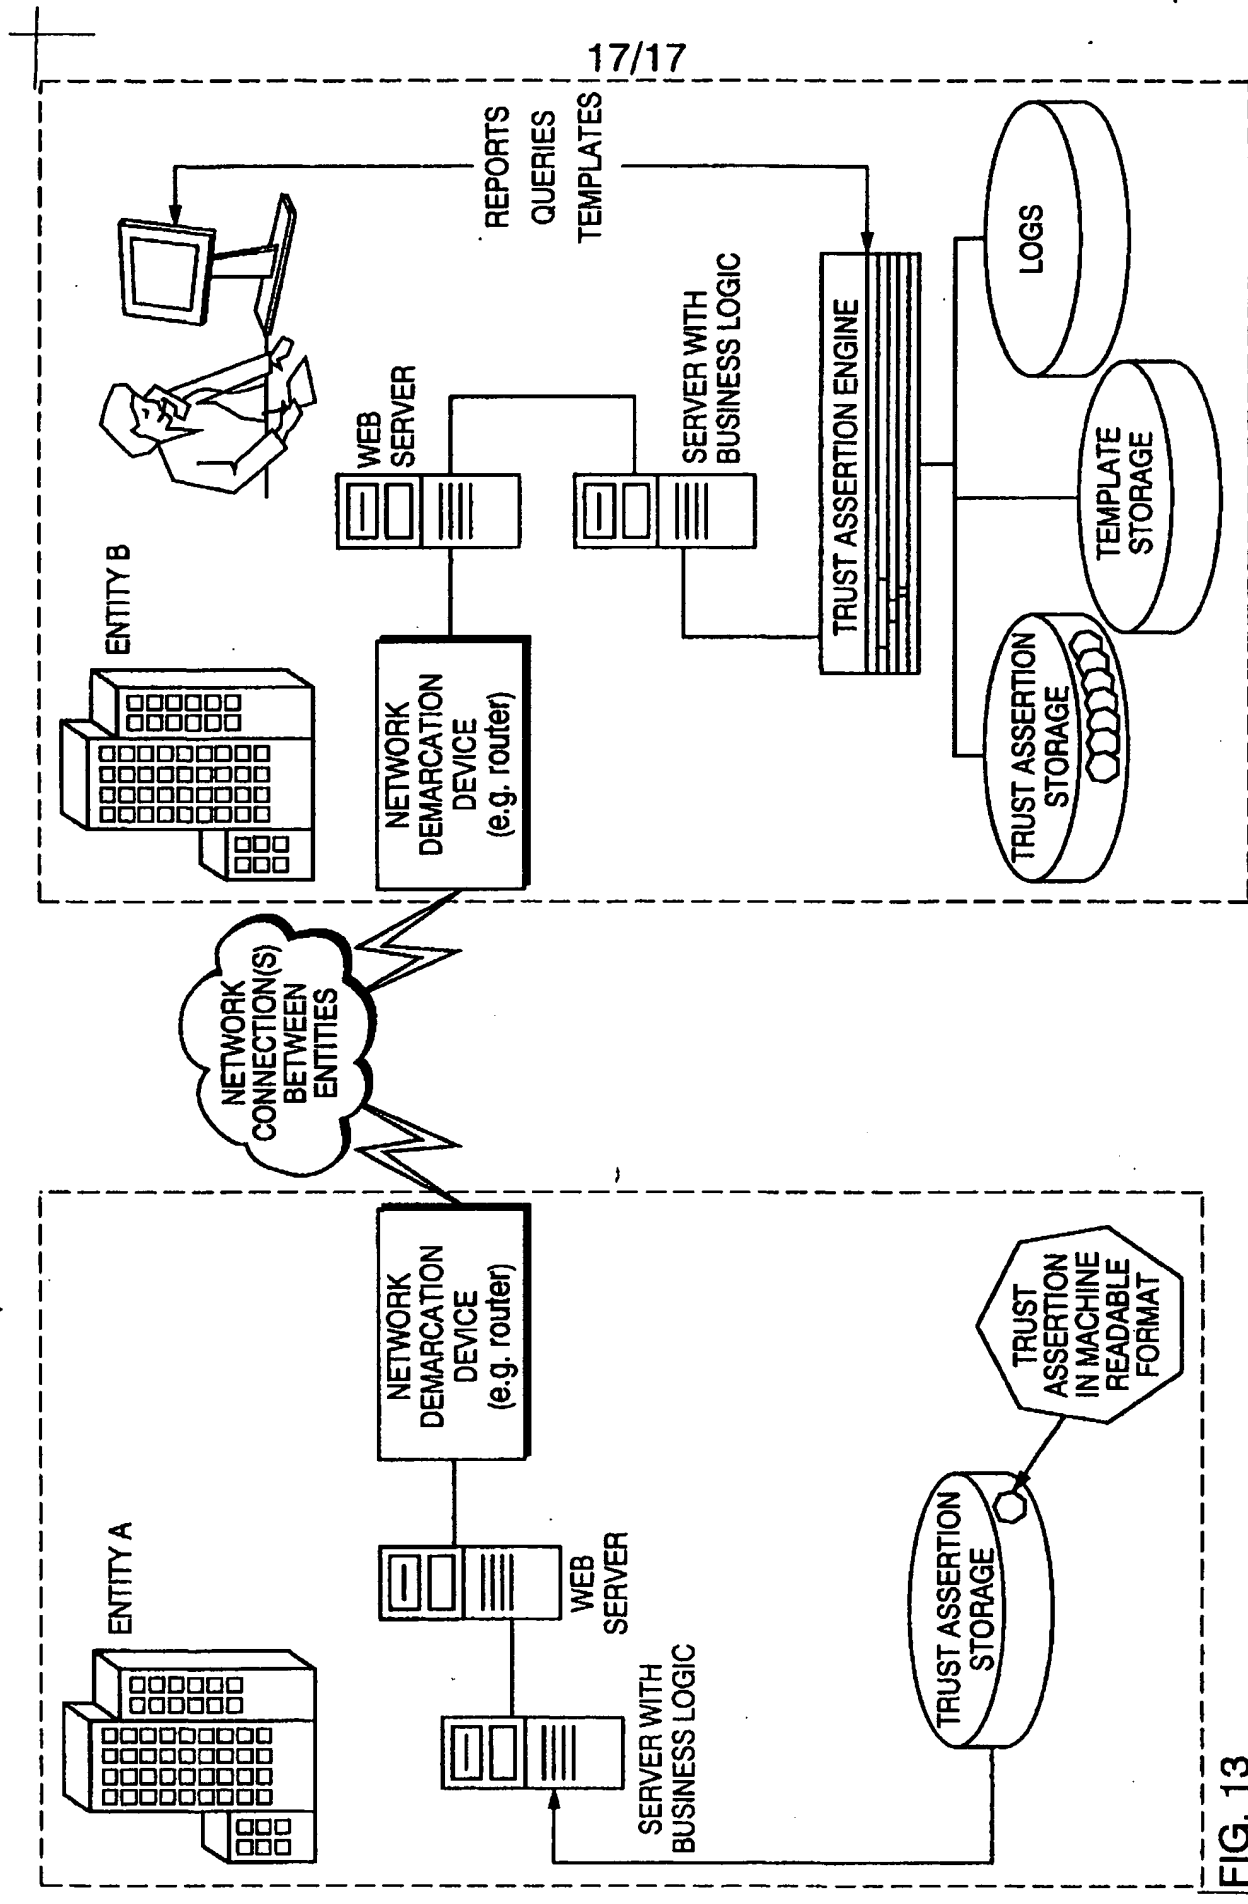 17/17
ENTITY A
SERVER WITH
BUSINESS LOGIC
WEB
SERVER
NETWORK
DEMARCATION
DEVICE
(e.g. router)
TRUST ASSERTION
STORAGE
TRUST
ASSERTION
IN MACHINE
READABLE
FORMAT
NETWORK
CONNECTION(S)
BETWEEN
ENTITIES
ENTITY B
NETWORK
DEMARCATION
DEVICE
(e.g. router)
WEB
SERVER
SERVER WITH
BUSINESS LOGIC
REPORTS
QUERIES
TEMPLATES
TRUST ASSERTION ENGINE
TRUST ASSERTION
STORAGE
TEMPLATE
STORAGE
LOGS
FIG. 13